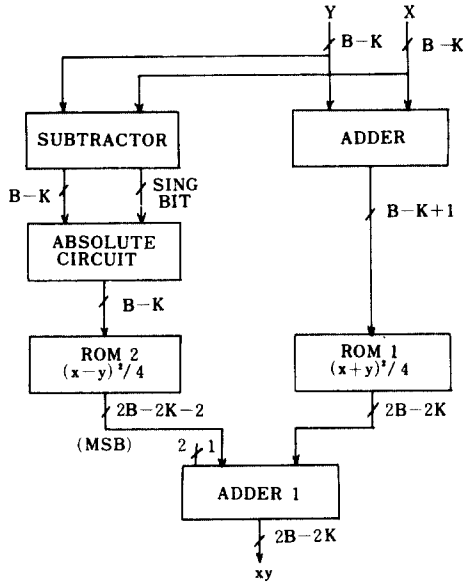 Y X
B-K B-K
SUBTRACTOR ADDER
B-K SING
BIT
B-K+1
ABSOLUTE
CIRCUIT
B-K
ROM 2
(x-y)²/4
ROM 1
(x+y)²/4
2B-2K-2 2B-2K
(MSB) 2 1
ADDER 1
2B-2K
xy